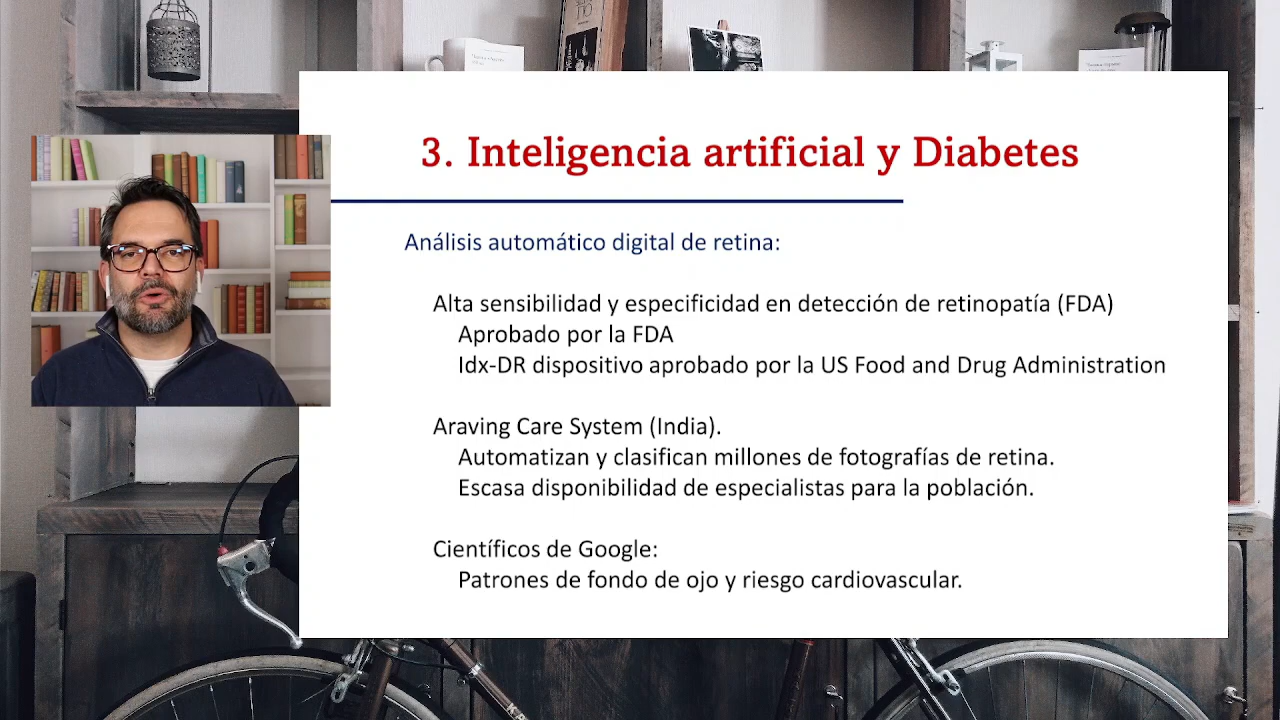 3. Inteligencia artificial y Diabetes
Análisis automático digital de retina:
Alta sensibilidad y especificidad en detección de retinopatía (FDA)
Aprobado por la FDA
Idx-DR dispositivo aprobado por la US Food and Drug Administration
Araving Care System (India).
Automatizan y clasifican millones de fotografías de retina.
Escasa disponibilidad de especialistas para la población.
Científicos de Google:
Patrones de fondo de ojo y riesgo cardiovascular.